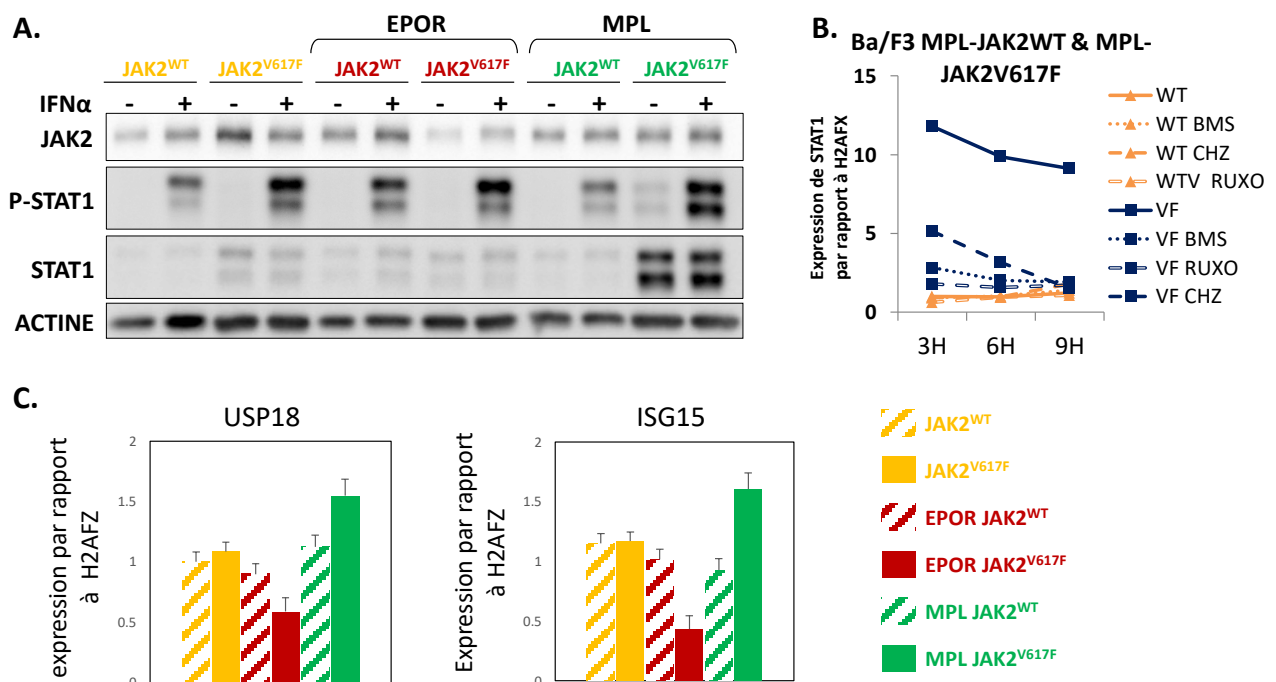 A.
EPOR
MPL
JAK2WT JAK2V617F JAK2WT JAK2V617F JAK2WT JAK2V617F
IFNα - + - + - + - + - + - +
JAK2
P-STAT1
STAT1
ACTINE
B. Ba/F3 MPL-JAK2WT & MPL-
JAK2V617F
Expression de STAT1
par rapport à H2AFX
15
10
5
0
3H 6H 9H
WT
WT BMS
WT CHZ
WTV RUXO
VF
VF BMS
VF RUXO
VF CHZ
C.
USP18
expression par rapport
à H2AFZ
2
1.5
1
0.5
0
ISG15
Expression par rapport
à H2AFZ
2
1.5
1
0.5
0
JAK2WT
JAK2V617F
EPOR JAK2WT
EPOR JAK2V617F
MPL JAK2WT
MPL JAK2V617F